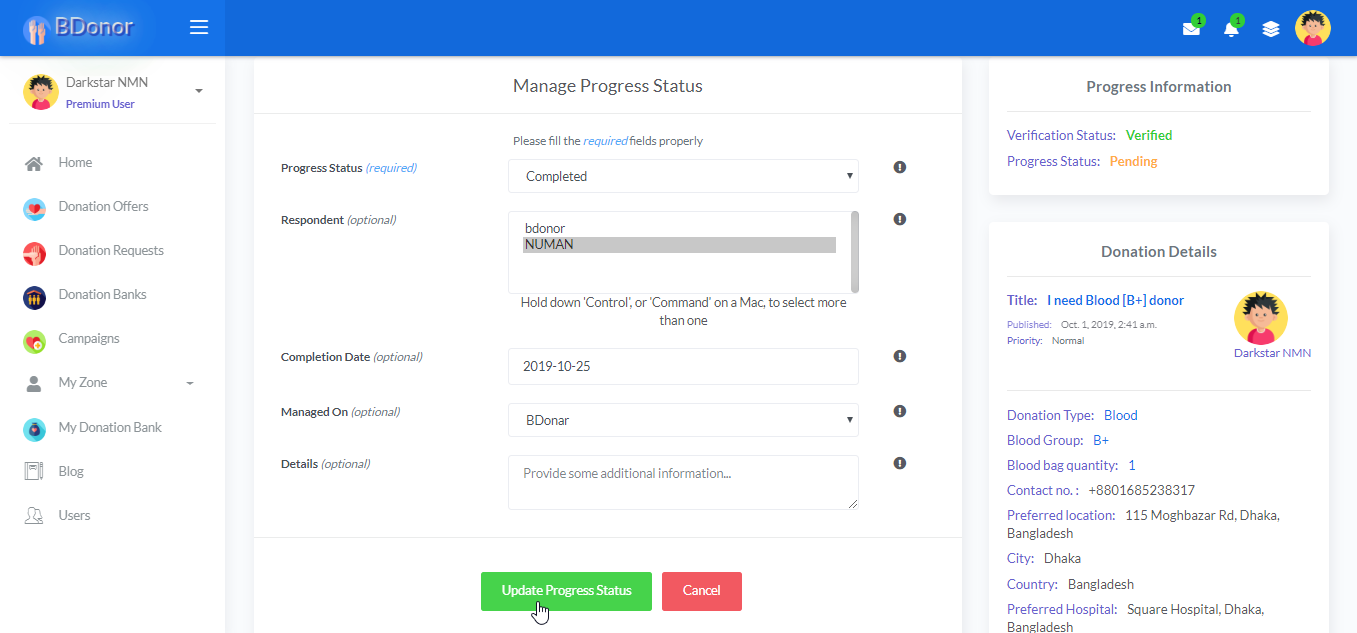 BDonor
1
1
Darkstar NMN
Premium User
Home
Donation Offers
Donation Requests
Donation Banks
Campaigns
My Zone
My Donation Bank
Blog
Users
Manage Progress Status
Please fill the required fields properly
Progress Status (required)
Completed
Respondent (optional)
bdonor
NUMAN
Hold down 'Control', or 'Command' on a Mac, to select more
than one
Completion Date (optional)
2019-10-25
Managed On (optional)
BDonar
Details (optional)
Provide some additional information...
Update Progress Status
Cancel
Progress Information
Verification Status: Verified
Progress Status: Pending
Donation Details
Title: I need Blood [B+] donor
Published: Oct. 1, 2019, 2:41 a.m.
Priority: Normal
Darkstar NMN
Donation Type: Blood
Blood Group: B+
Blood bag quantity: 1
Contact no. : +8801685238317
Preferred location: 115 Moghbazar Rd, Dhaka,
Bangladesh
City: Dhaka
Country: Bangladesh
Preferred Hospital: Square Hospital, Dhaka,
Bangladesh